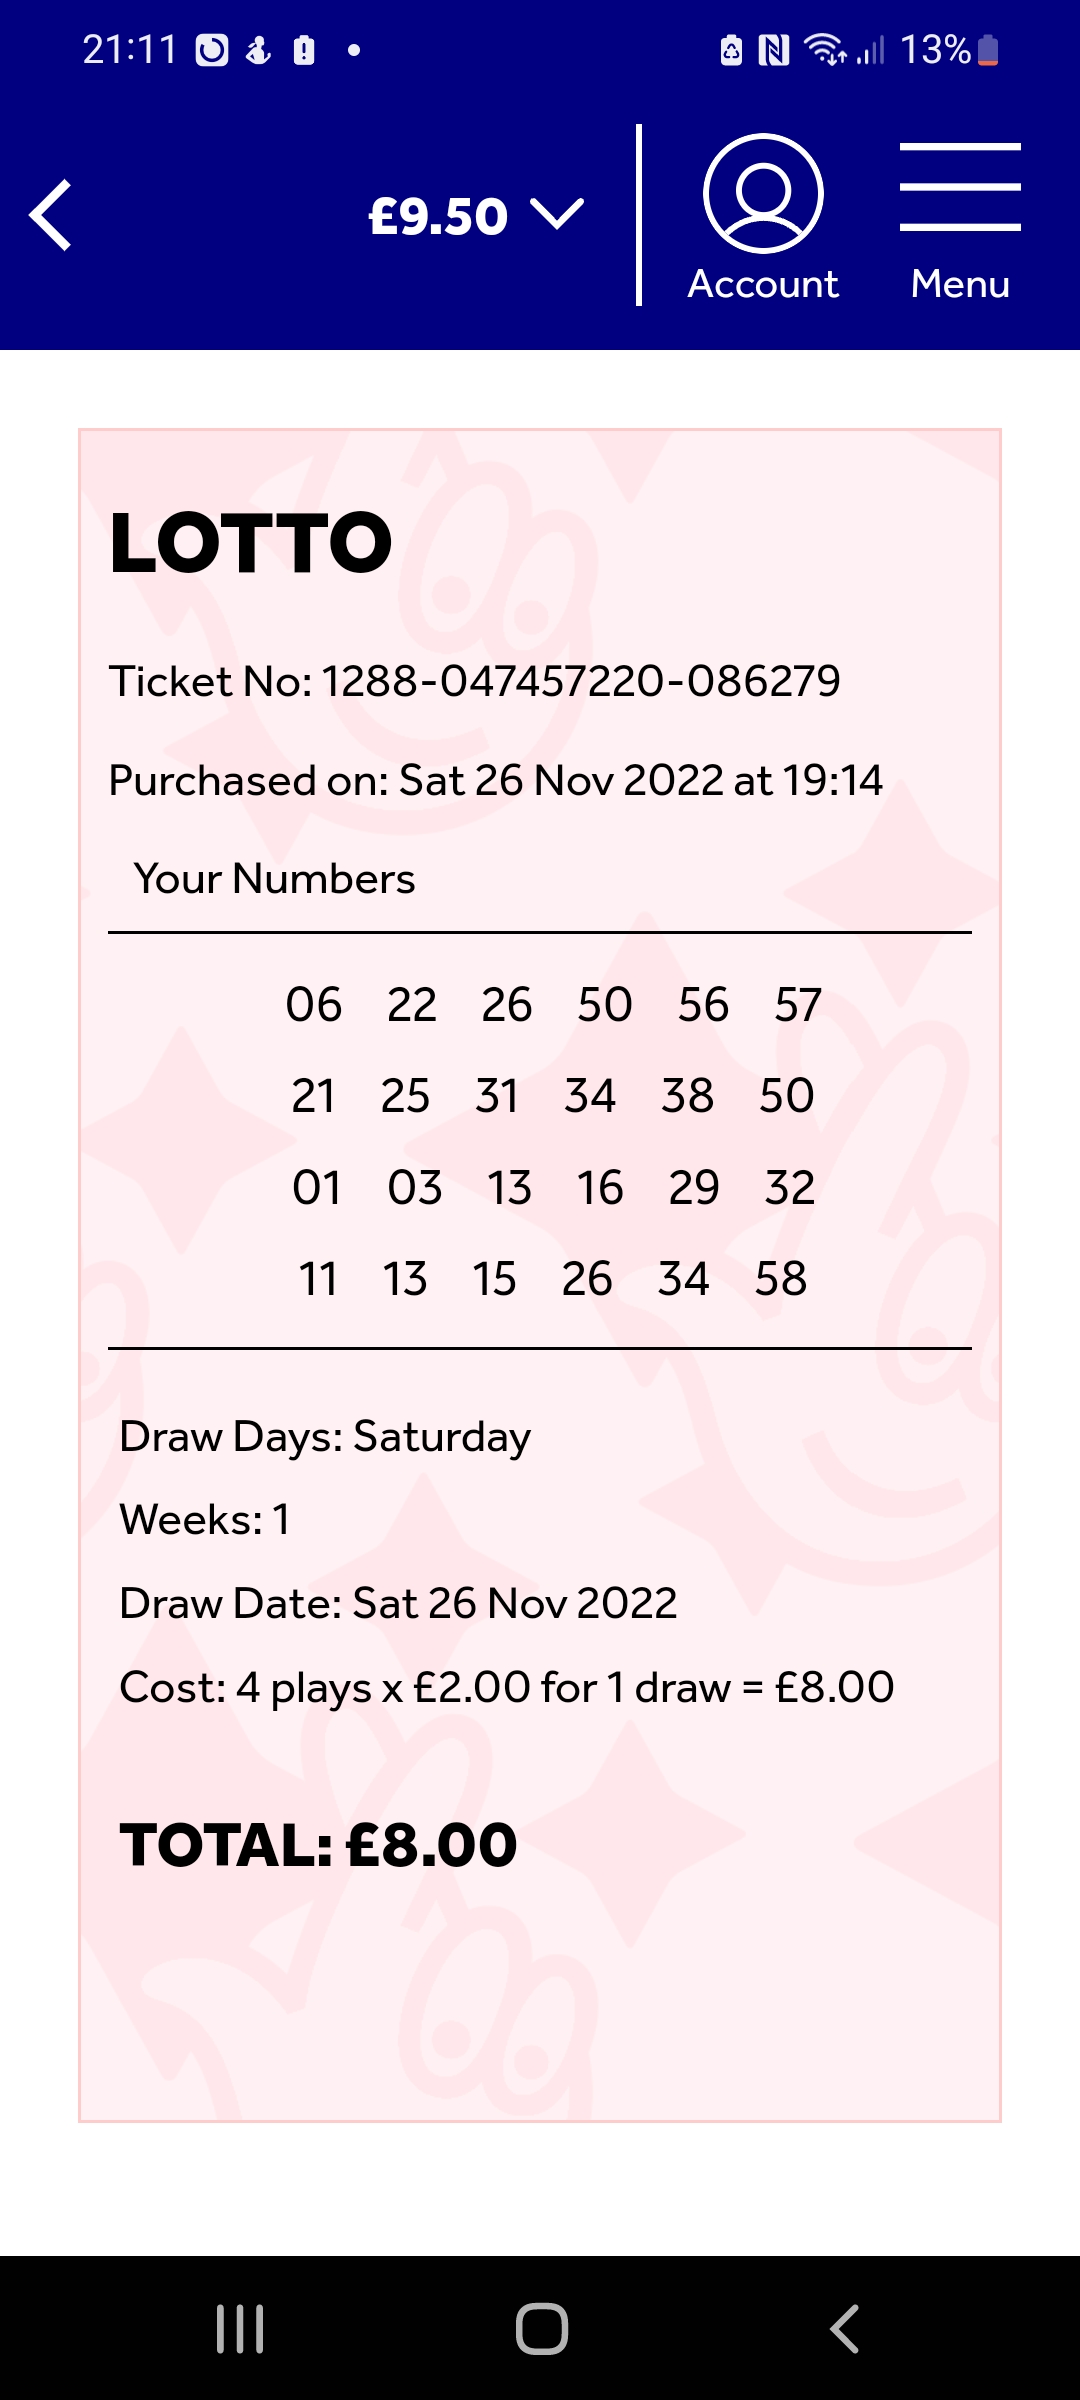 21:11 13%
£9.50
Account Menu
LOTTO
Ticket No: 1288-047457220-086279
Purchased on: Sat 26 Nov 2022 at 19:14
Your Numbers
06 22 26 50 56 57
21 25 31 34 38 50
01 03 13 16 29 32
11 13 15 26 34 58
Draw Days: Saturday
Weeks: 1
Draw Date: Sat 26 Nov 2022
Cost: 4 plays x £2.00 for 1 draw = £8.00
TOTAL: £8.00